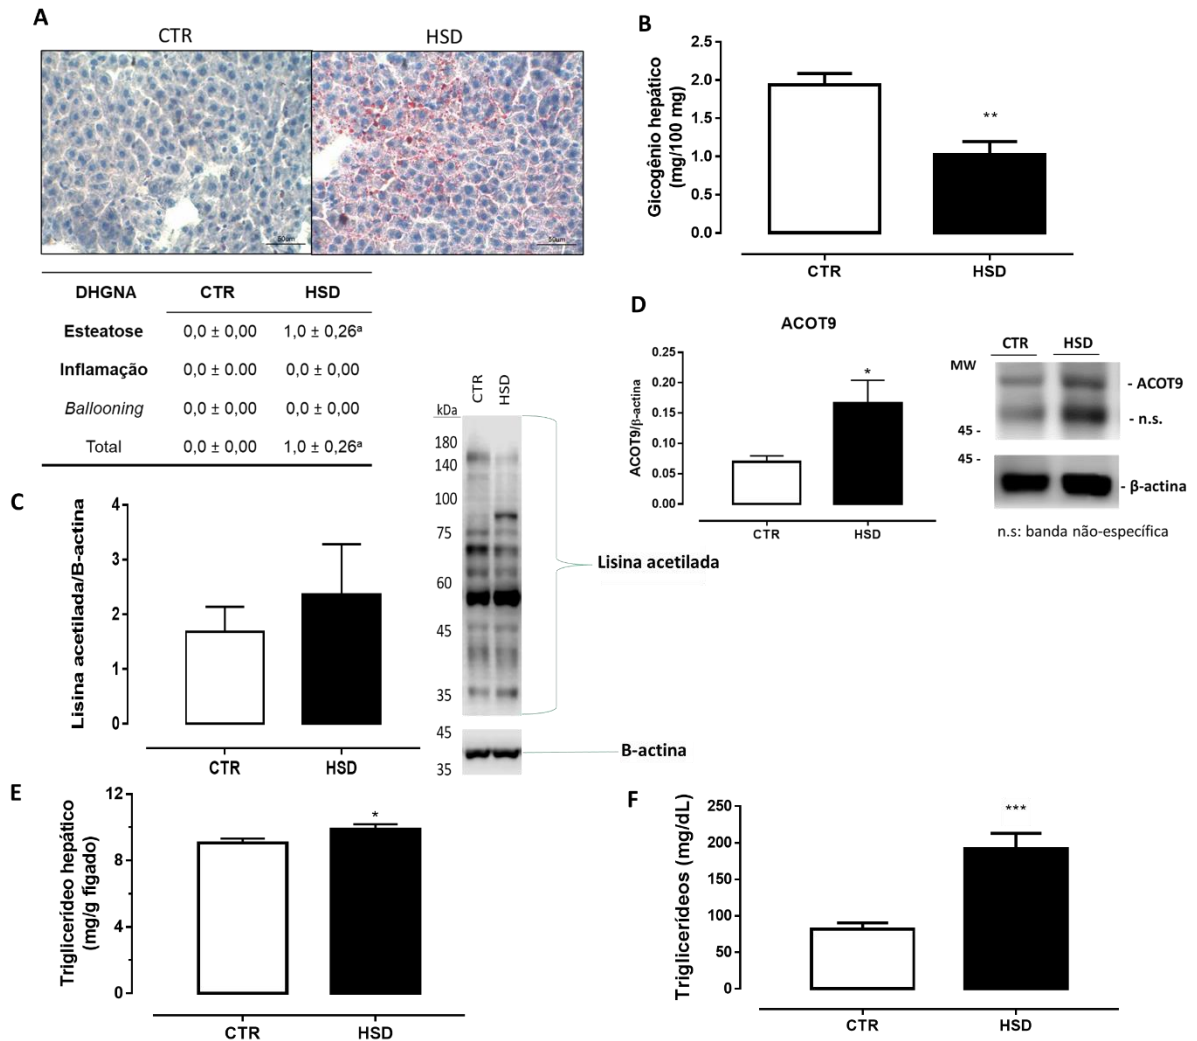 A
CTR
HSD
50um
50um
DHGNA CTR HSD
Esteatose 0,0 ± 0,00 1,0 ± 0,26ª
Inflamação 0,0 ± 0.00 0,0 ± 0,00
Ballooning 0,0 ± 0,00 0,0 ± 0,00
Total 0,0 ± 0,00 1,0 ± 0,26ª
B
Gicogênio hepático
(mg/100 mg)
2.5
2.0
1.5
1.0
0.5
0.0
**
CTR
HSD
C
Lisina acetilada/B-actina
4
3
2
1
0
CTR
HSD
CTR
HSD
kDa
180
140
100
75
60
45
35
Lisina acetilada
45
35
B-actina
D
ACOT9
ACOT9/β-actina
0.25
0.20
0.15
0.10
0.05
0.00
*
CTR
HSD
CTR
HSD
MW
- ACOT9
- n.s.
45 -
45 -
- β-actina
n.s: banda não-específica
E
Triglicerídeo hepático
(mg/g fígado)
12
8
4
0
*
CTR
HSD
F
Triglicerídeos (mg/dL)
250
200
150
100
50
0
***
CTR
HSD